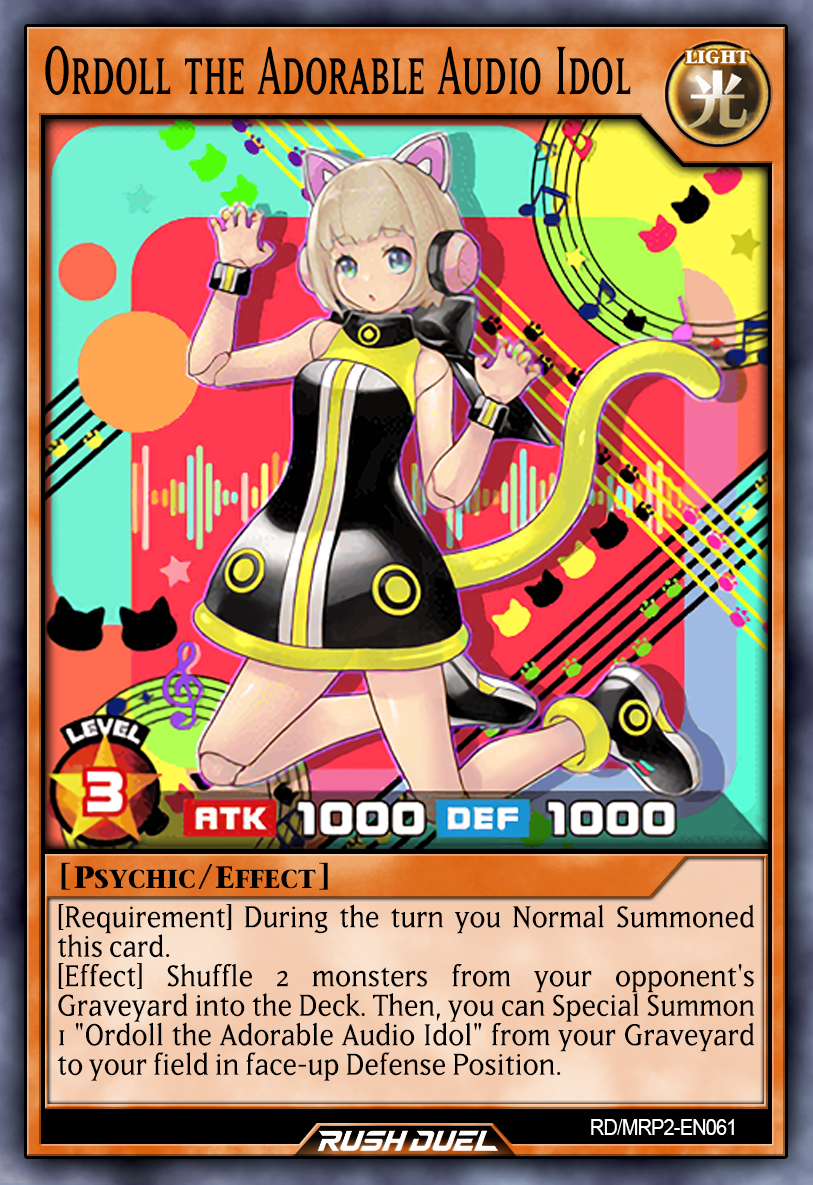 Ordoll the Adorable Audio Idol
LIGHT
光
LEVEL
3
ATK 1000 DEF 1000
[Psychic/Effect]
[Requirement] During the turn you Normal Summoned
this card.
[Effect] Shuffle 2 monsters from your opponent's
Graveyard into the Deck. Then, you can Special Summon
1 "Ordoll the Adorable Audio Idol" from your Graveyard
to your field in face-up Defense Position.
RD/MRP2-EN061
RUSH DUEL